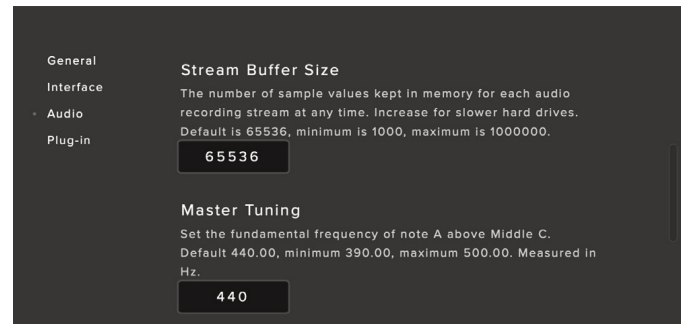 General
Interface
Audio
Plug-in
Stream Buffer Size
The number of sample values kept in memory for each audio
recording stream at any time. Increase for slower hard drives.
Default is 65536, minimum is 1000, maximum is 1000000.
65536
Master Tuning
Set the fundamental frequency of note A above Middle C.
Default 440.00, minimum 390.00, maximum 500.00. Measured in
Hz.
440